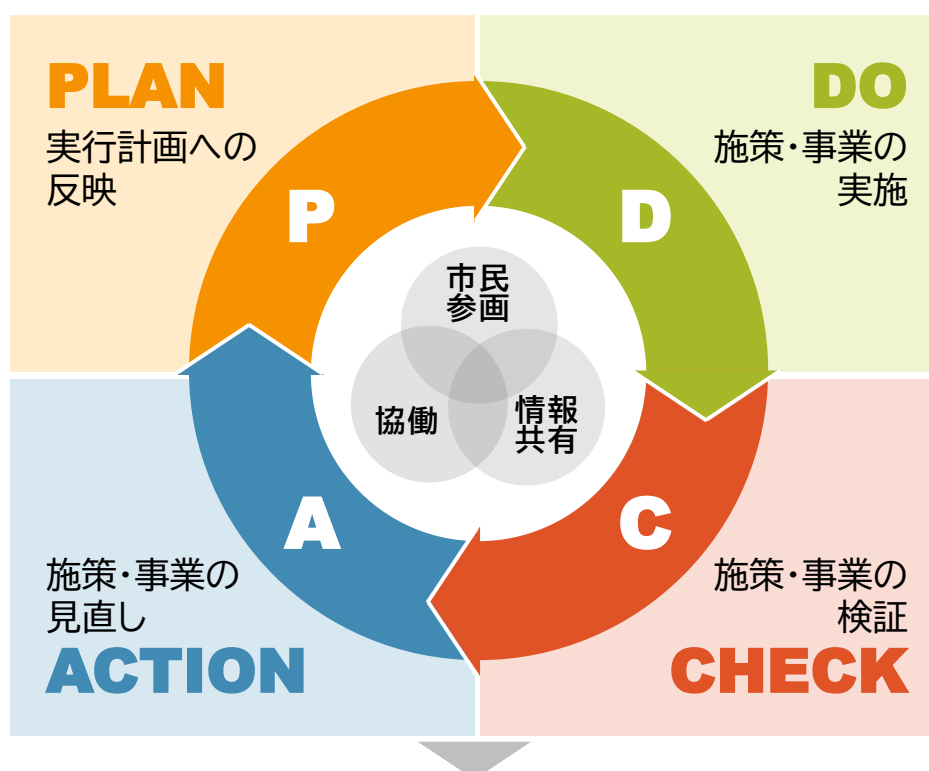 PLAN
実行計画への
反映
P
DO
施策・事業の
実施
D
市民
参画
協働
情報
共有
A
施策・事業の
見直し
ACTION
C
施策・事業の
検証
CHECK